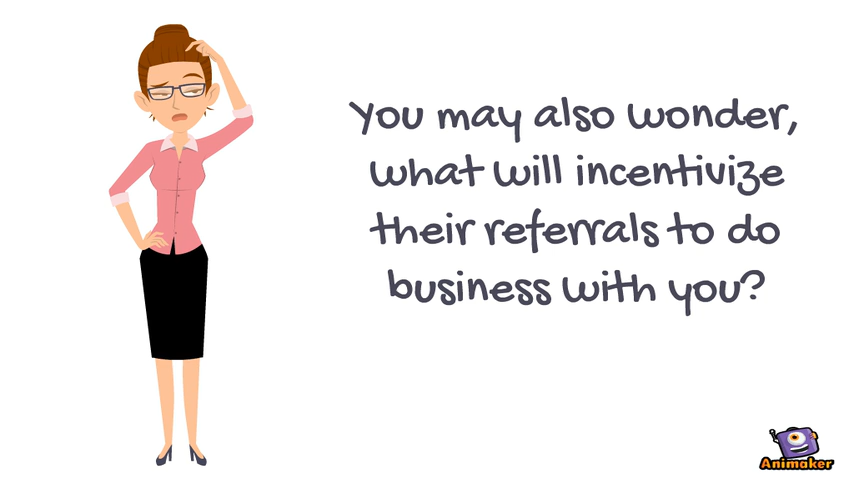 You may also wonder,
what will incentivize
their referrals to do
business with you?
Animaker